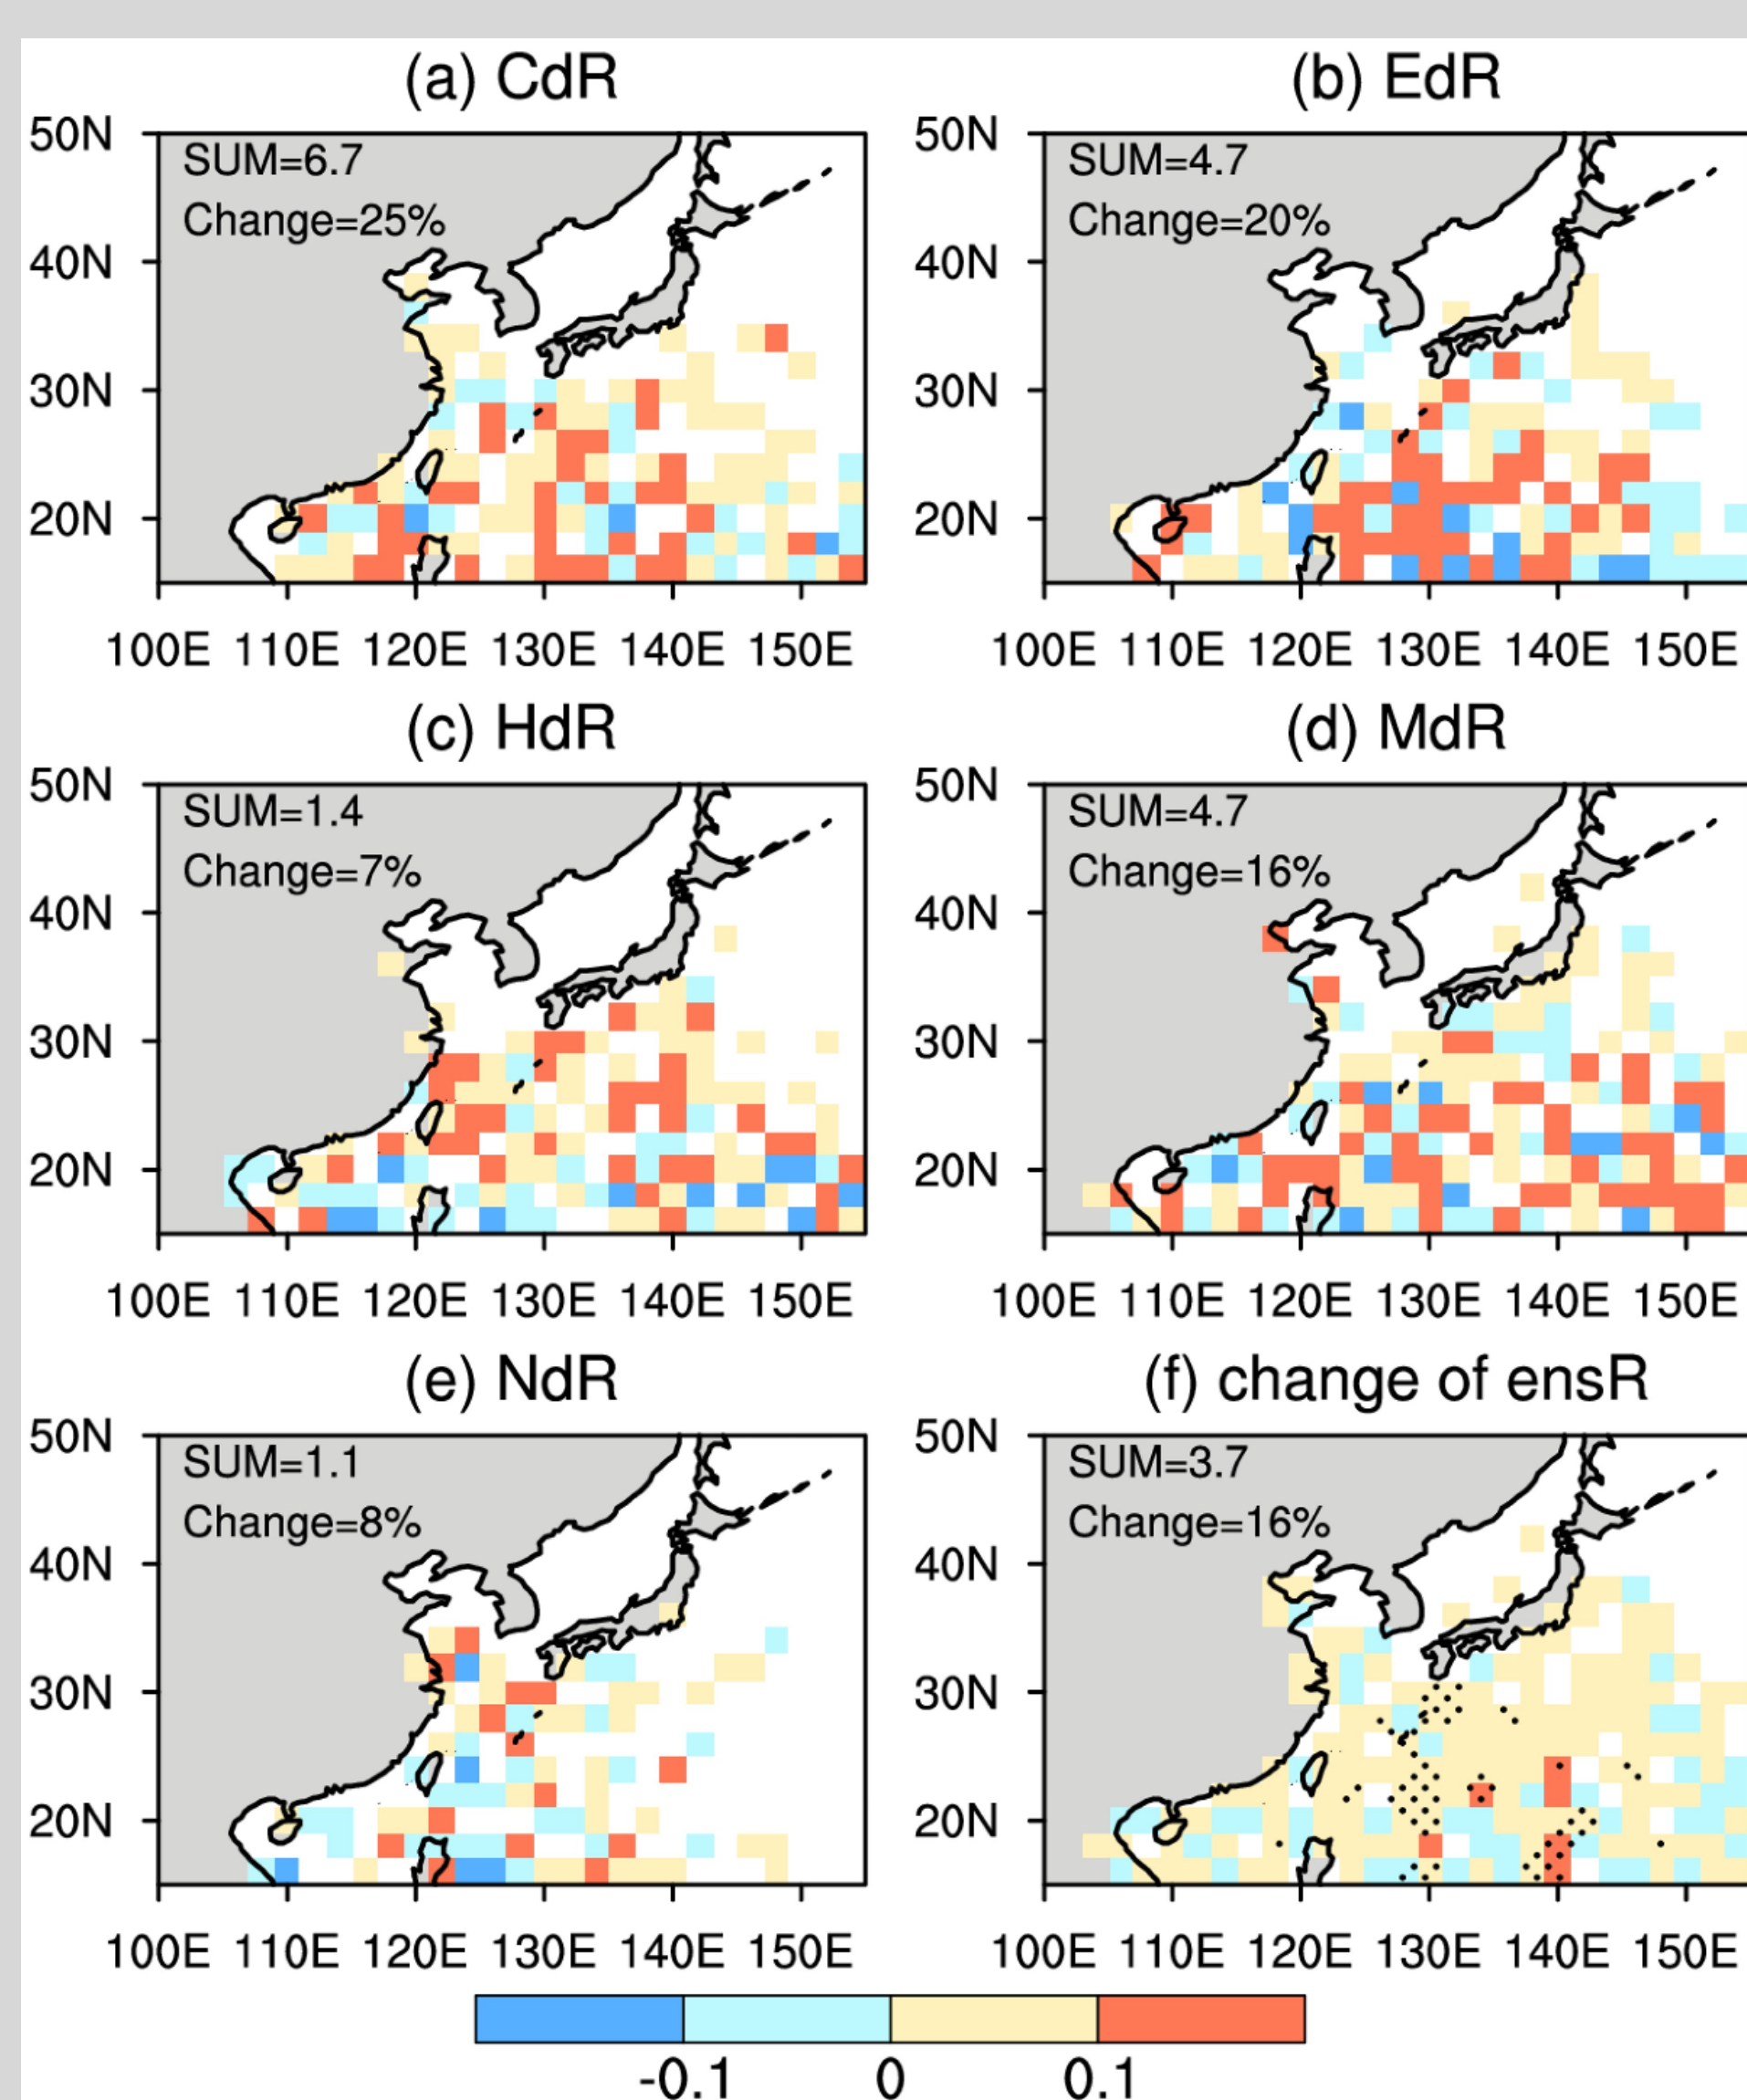 (a) CdR
(b) EdR
50N
SUM=6.7
Change=25%
40N
30N
20N
100E 110E 120E 130E 140E 150E
50N
SUM=4.7
Change=20%
40N
30N
20N
100E 110E 120E 130E 140E 150E
(c) HdR
(d) MdR
50N
SUM=1.4
Change=7%
40N
30N
20N
100E 110E 120E 130E 140E 150E
50N
SUM=4.7
Change=16%
40N
30N
20N
100E 110E 120E 130E 140E 150E
(e) NdR
(f) change of ensR
50N
SUM=1.1
Change=8%
40N
30N
20N
100E 110E 120E 130E 140E 150E
50N
SUM=3.7
Change=16%
40N
30N
20N
100E 110E 120E 130E 140E 150E
-0.1 0 0.1